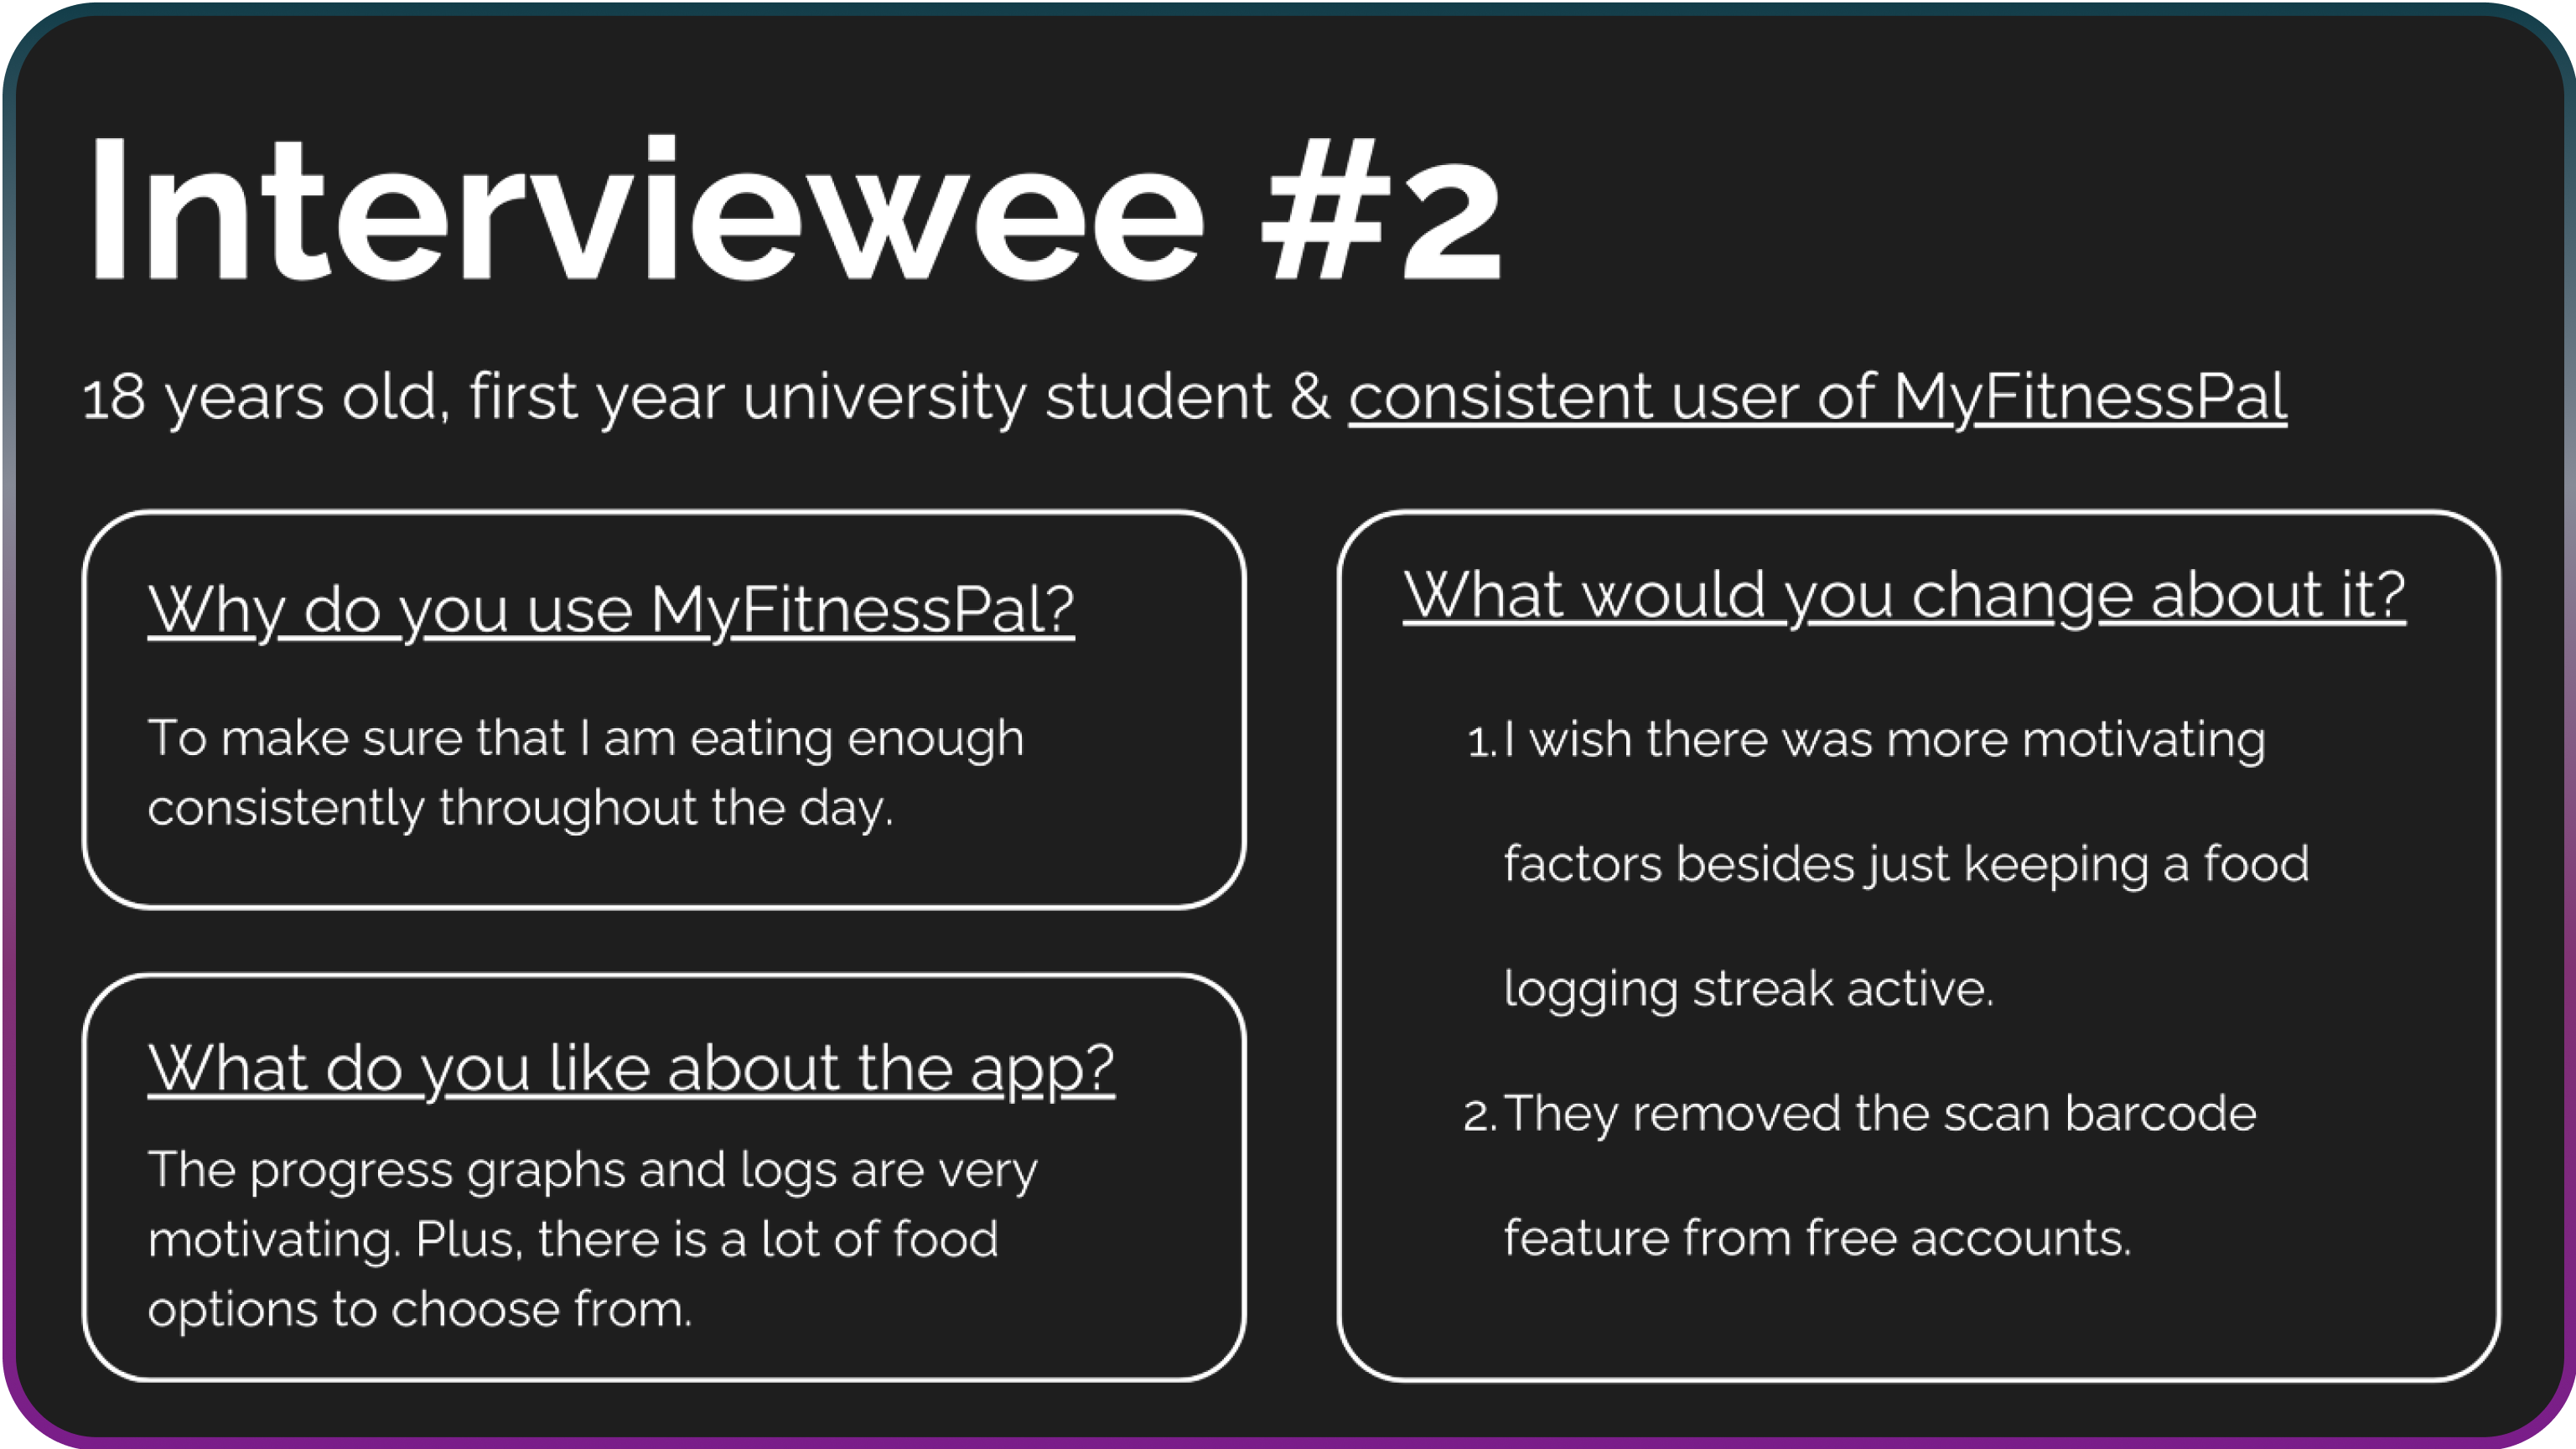 Interviewee #2
18 years old, first year university student & consistent user of MyFitnessPal
Why do you use MyFitnessPal?
To make sure that I am eating enough
consistently throughout the day.
What do you like about the app?
The progress graphs and logs are very
motivating. Plus, there is a lot of food
options to choose from.
What would you change about it?
1. I wish there was more motivating
factors besides just keeping a food
logging streak active.
2. They removed the scan barcode
feature from free accounts.